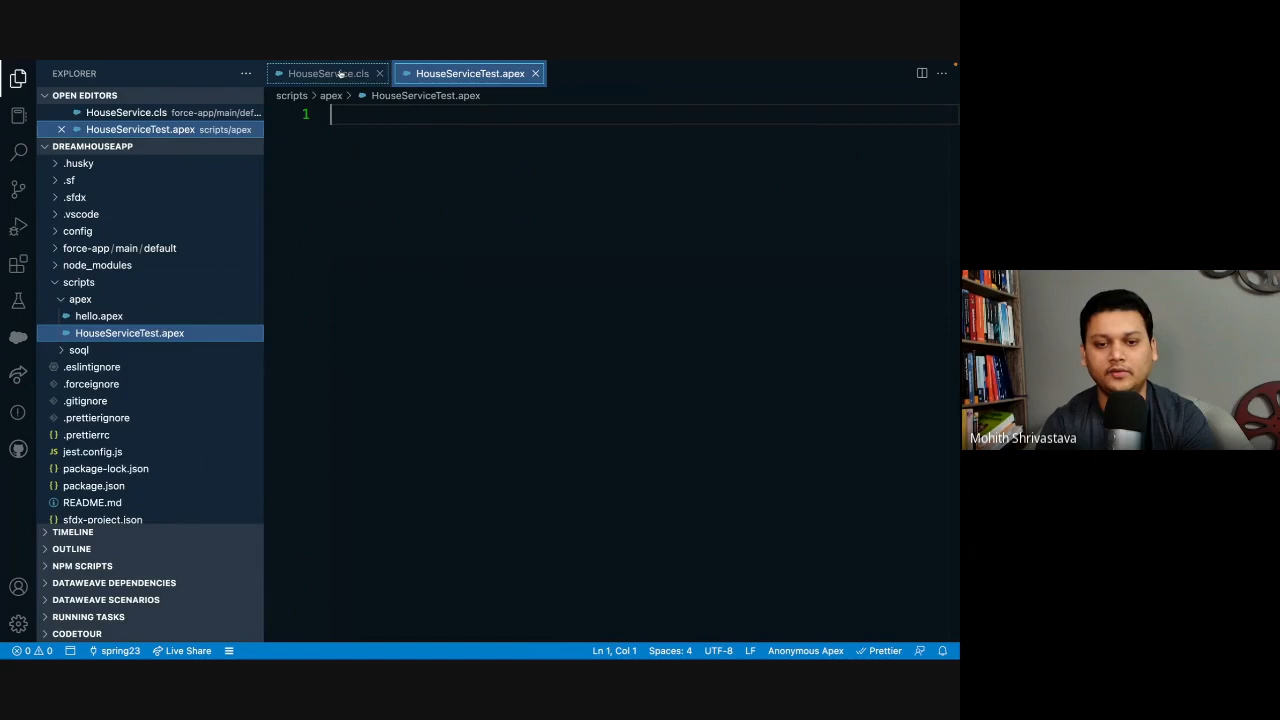 EXPLORER
HouseService.cls
HouseServiceTest.apex
OPEN EDITORS
scripts
apex
HouseServiceTest.apex
HouseService.cls force-app/main/def...
1
HouseServiceTest.apex scripts/apex
DREAMHOUSEAPP
.husky
.sf
.sfdx
.vscode
config
force-app/main/default
node_modules
scripts
apex
hello.apex
HouseServiceTest.apex
soql
.eslintignore
.forceignore
.gitignore
.prettierignore
{} .prettierrc
JS jest.config.js
{} package-lock.json
{} package.json
README.md
{} sfdx-project.json
TIMELINE
OUTLINE
NPM SCRIPTS
DATAWEAVE DEPENDENCIES
DATAWEAVE SCENARIOS
RUNNING TASKS
CODETOUR
0 0 spring23 Live Share
Ln 1, Col 1 Spaces: 4 UTF-8 LF Anonymous Apex Prettier
Mohith Shrivastava